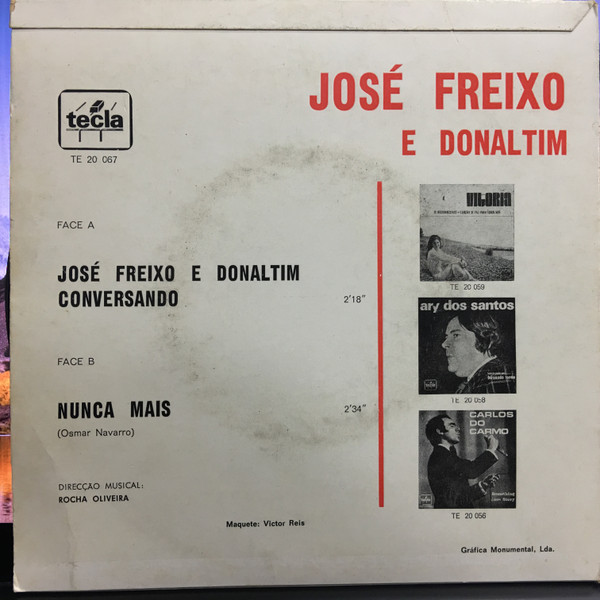 JOSÉ FREIXO
E DONALTIM
tecla
TE 20 067
FACE A
JOSÉ FREIXO E DONALTIM
CONVERSANDO 2'18"
FACE B
NUNCA MAIS 2'34"
(Osmar Navarro)
DIRECÇÃO MUSICAL:
ROCHA OLIVEIRA
Maquete: Victor Reis
VITORIA
TE 20 059
ary dos santos
TE 20 058
CARLOS
DO
CARMO
TE 20 056
Gráfica Monumental, Lda.